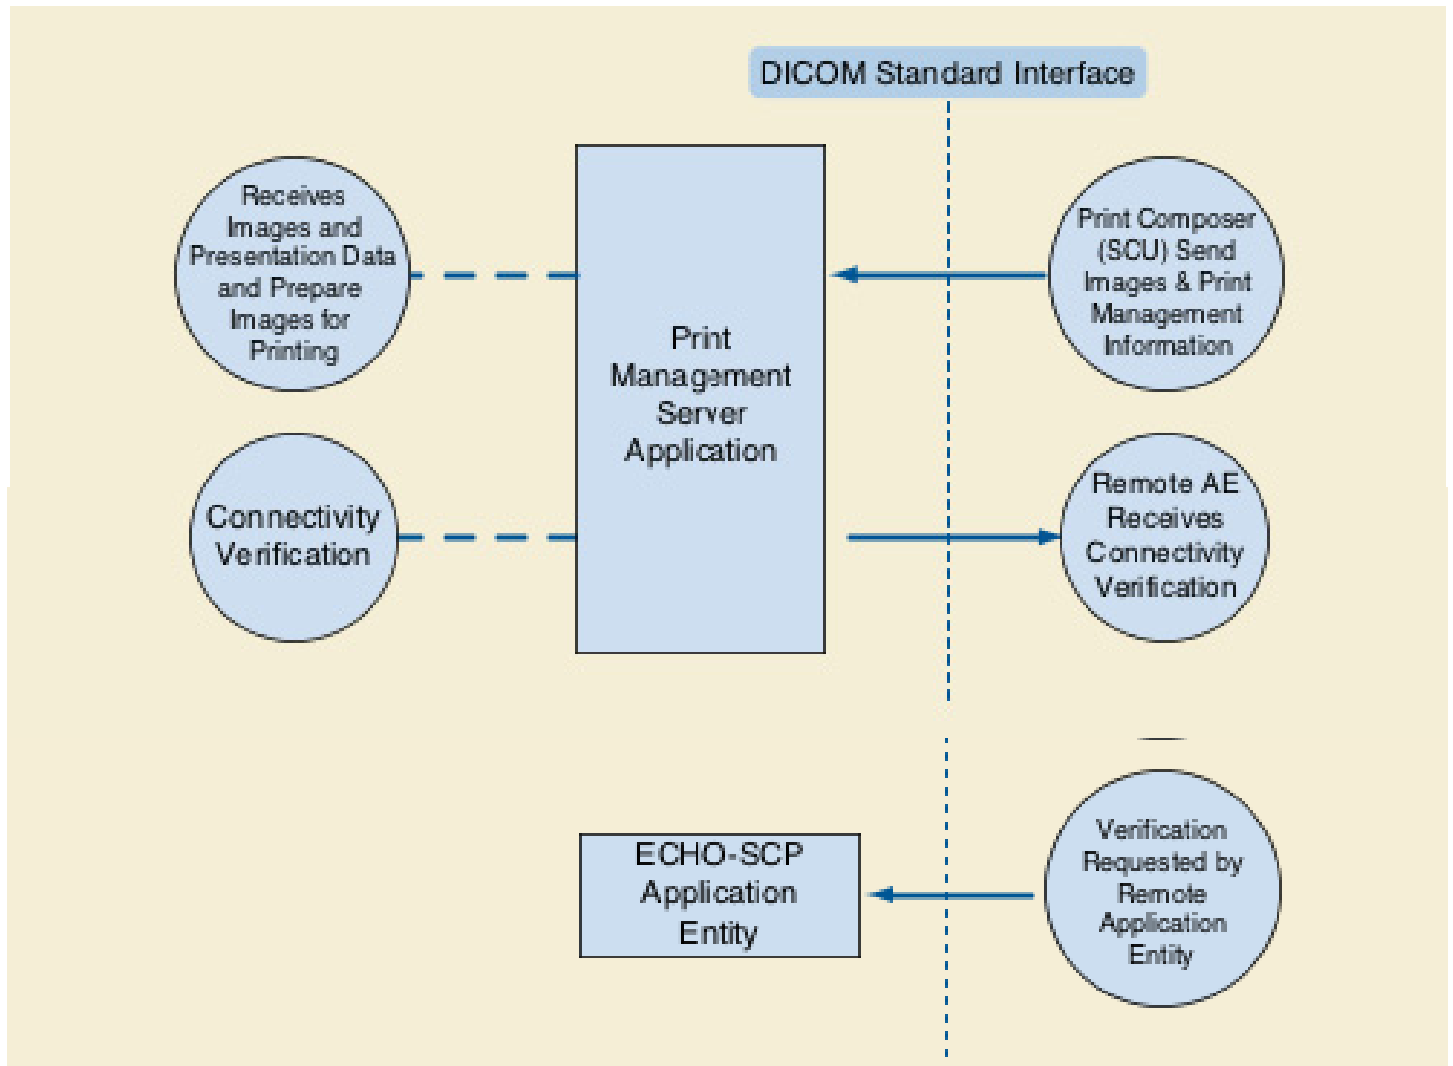 DICOM Standard Interface
Receives
Images and
Presentation Data
and Prepare
Images for
Printing
Print
Management
Server
Application
Print Composer
(SCU) Send
Images & Print
Management
Information
Connectivity
Verification
Remote AE
Receives
Connectivity
Verification
ECHO-SCP
Application
Entity
Verification
Requested by
Remote
Application
Entity